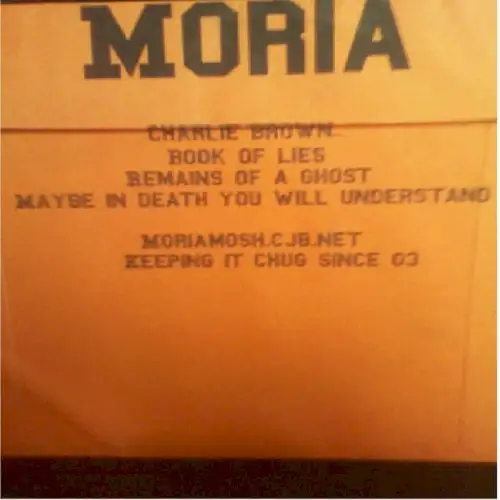 MORIA
CHARLIE BROWN
BOOK OF LIES
REMAINS OF A GHOST
MAYBE IN DEATH YOU WILL UNDERSTAND
MORIAMOSH.CJB.NET
KEEPING IT CHUG SINCE 03